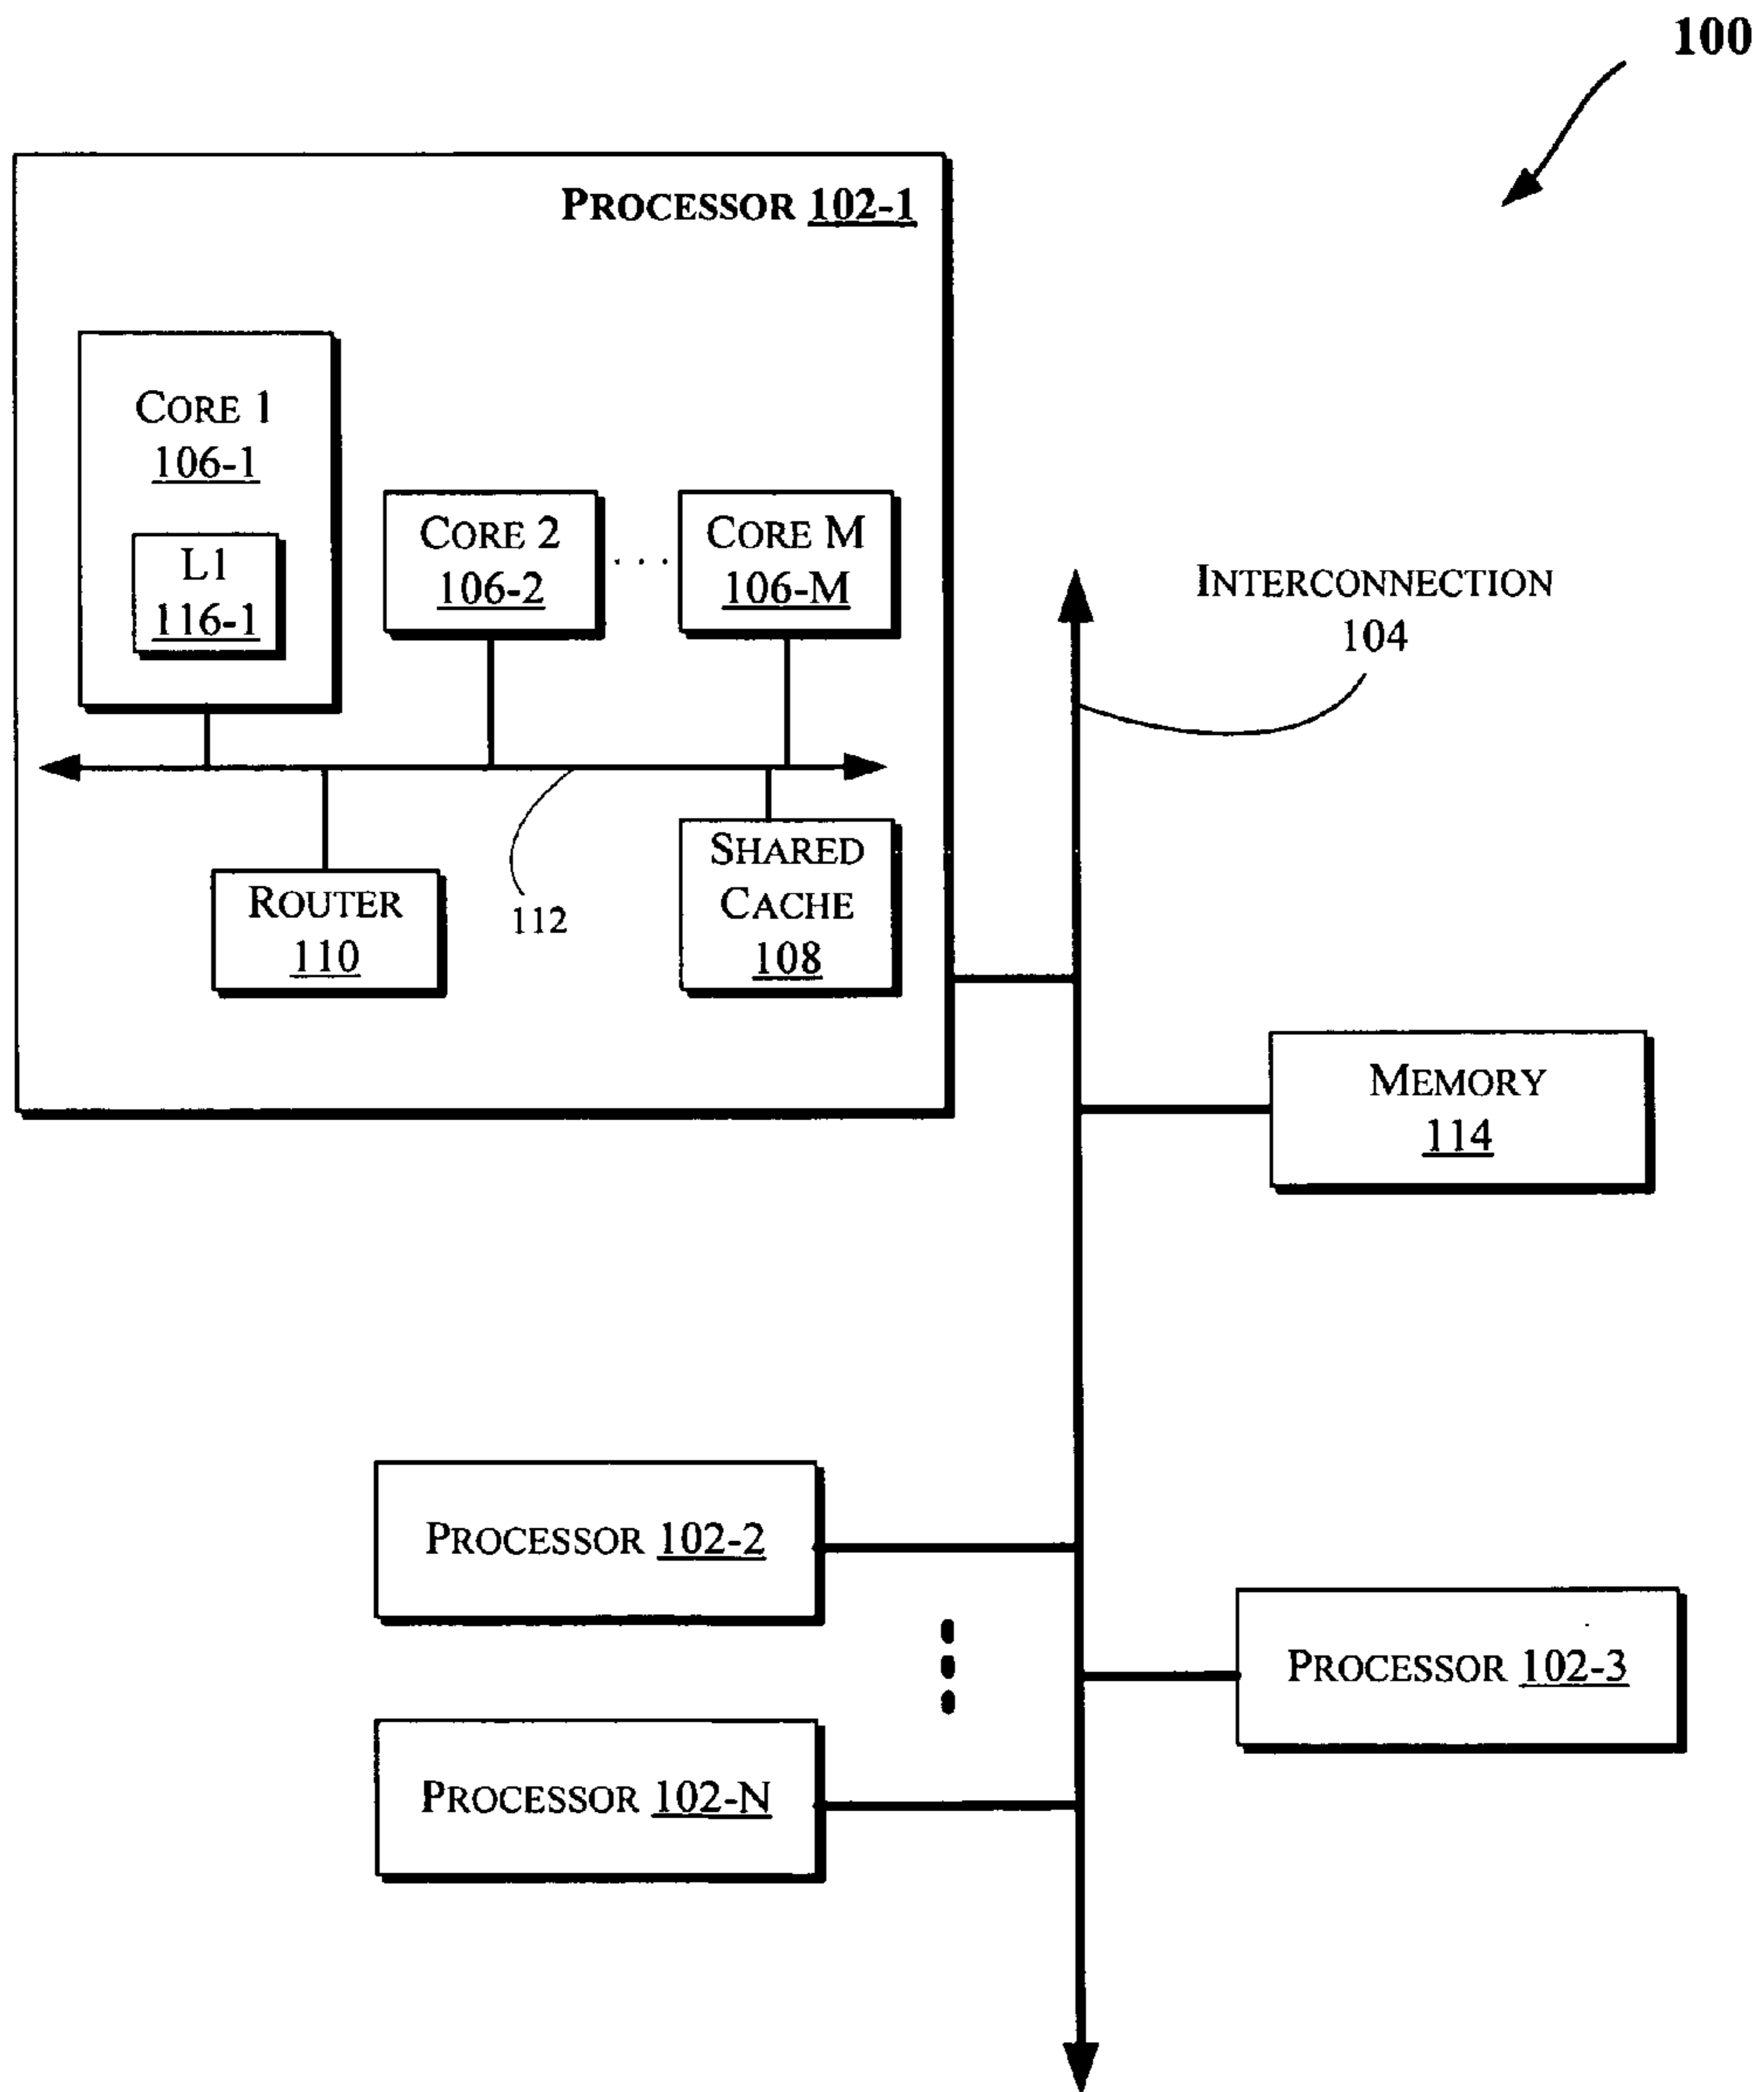 100
PROCESSOR 102-1
CORE 1
106-1
L1
116-1
CORE 2
106-2
. . .
CORE M
106-M
ROUTER
110
112
SHARED
CACHE
108
INTERCONNECTION
104
MEMORY
114
PROCESSOR 102-2
PROCESSOR 102-3
PROCESSOR 102-N